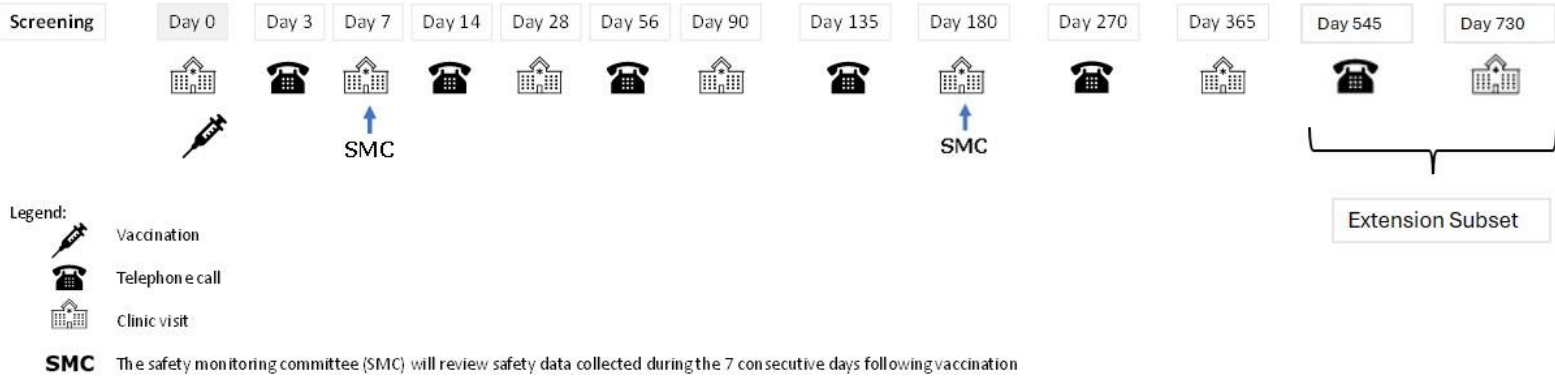 Screening Day 0 Day 3 Day 7 Day 14 Day 28 Day 56 Day 90 Day 135 Day 180 Day 270 Day 365 Day 545 Day 730
SMC SMC
Extension Subset
Legend:
Vaccination
Telephone call
Clinic visit
SMC The safety monitoring committee (SMC) will review safety data collected during the 7 consecutive days following vaccination